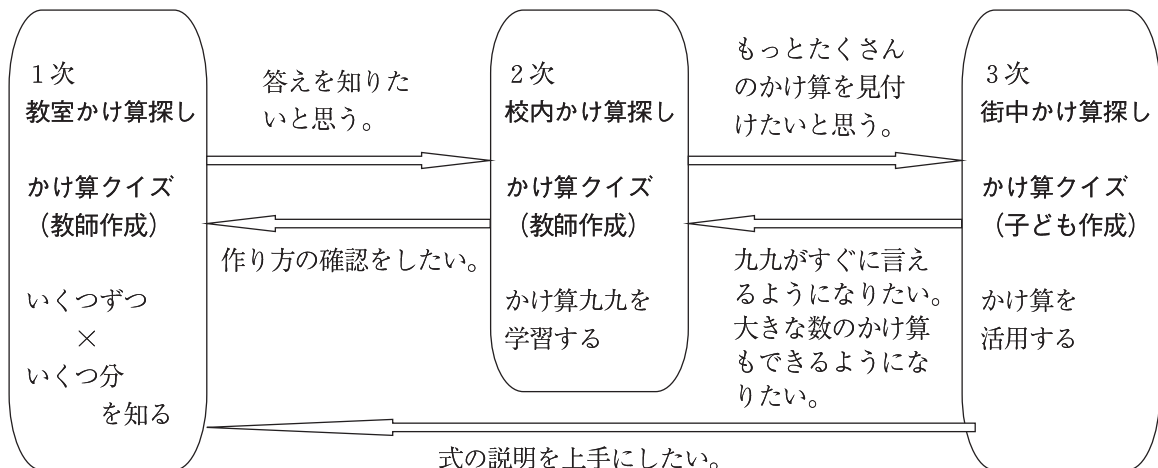 1次
教室かけ算探し
かけ算クイズ
(教師作成)
いくつずつ
×
いくつ分
を知る
答えを知りた
いと思う。
作り方の確認をしたい。
2次
校内かけ算探し
かけ算クイズ
(教師作成)
かけ算九九を
学習する
もっとたくさん
のかけ算を見付
けたいと思う。
九九がすぐに言え
るようになりたい。
大きな数のかけ算
もできるようにな
りたい。
3次
街中かけ算探し
かけ算クイズ
(子ども作成)
かけ算を
活用する
式の説明を上手にしたい。